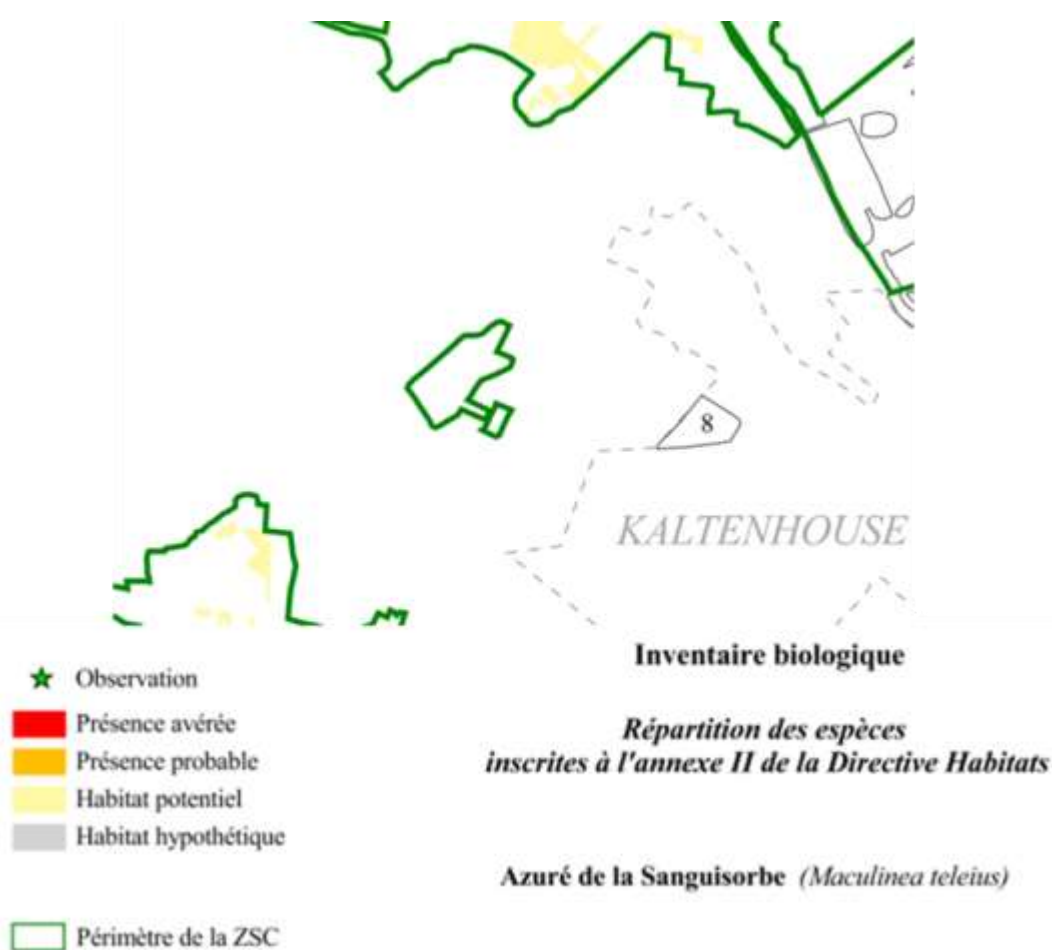 8
KALTENHOUSE
Inventaire biologique
Observation
Présence avérée
Répartition des espèces
Présence probable
inscrites à l'annexe II de la Directive Habitats
Habitat potentiel
Habitat hypothétique
Azuré de la Sanguisorbe (Maculinea teleius)
Périmètre de la ZSC